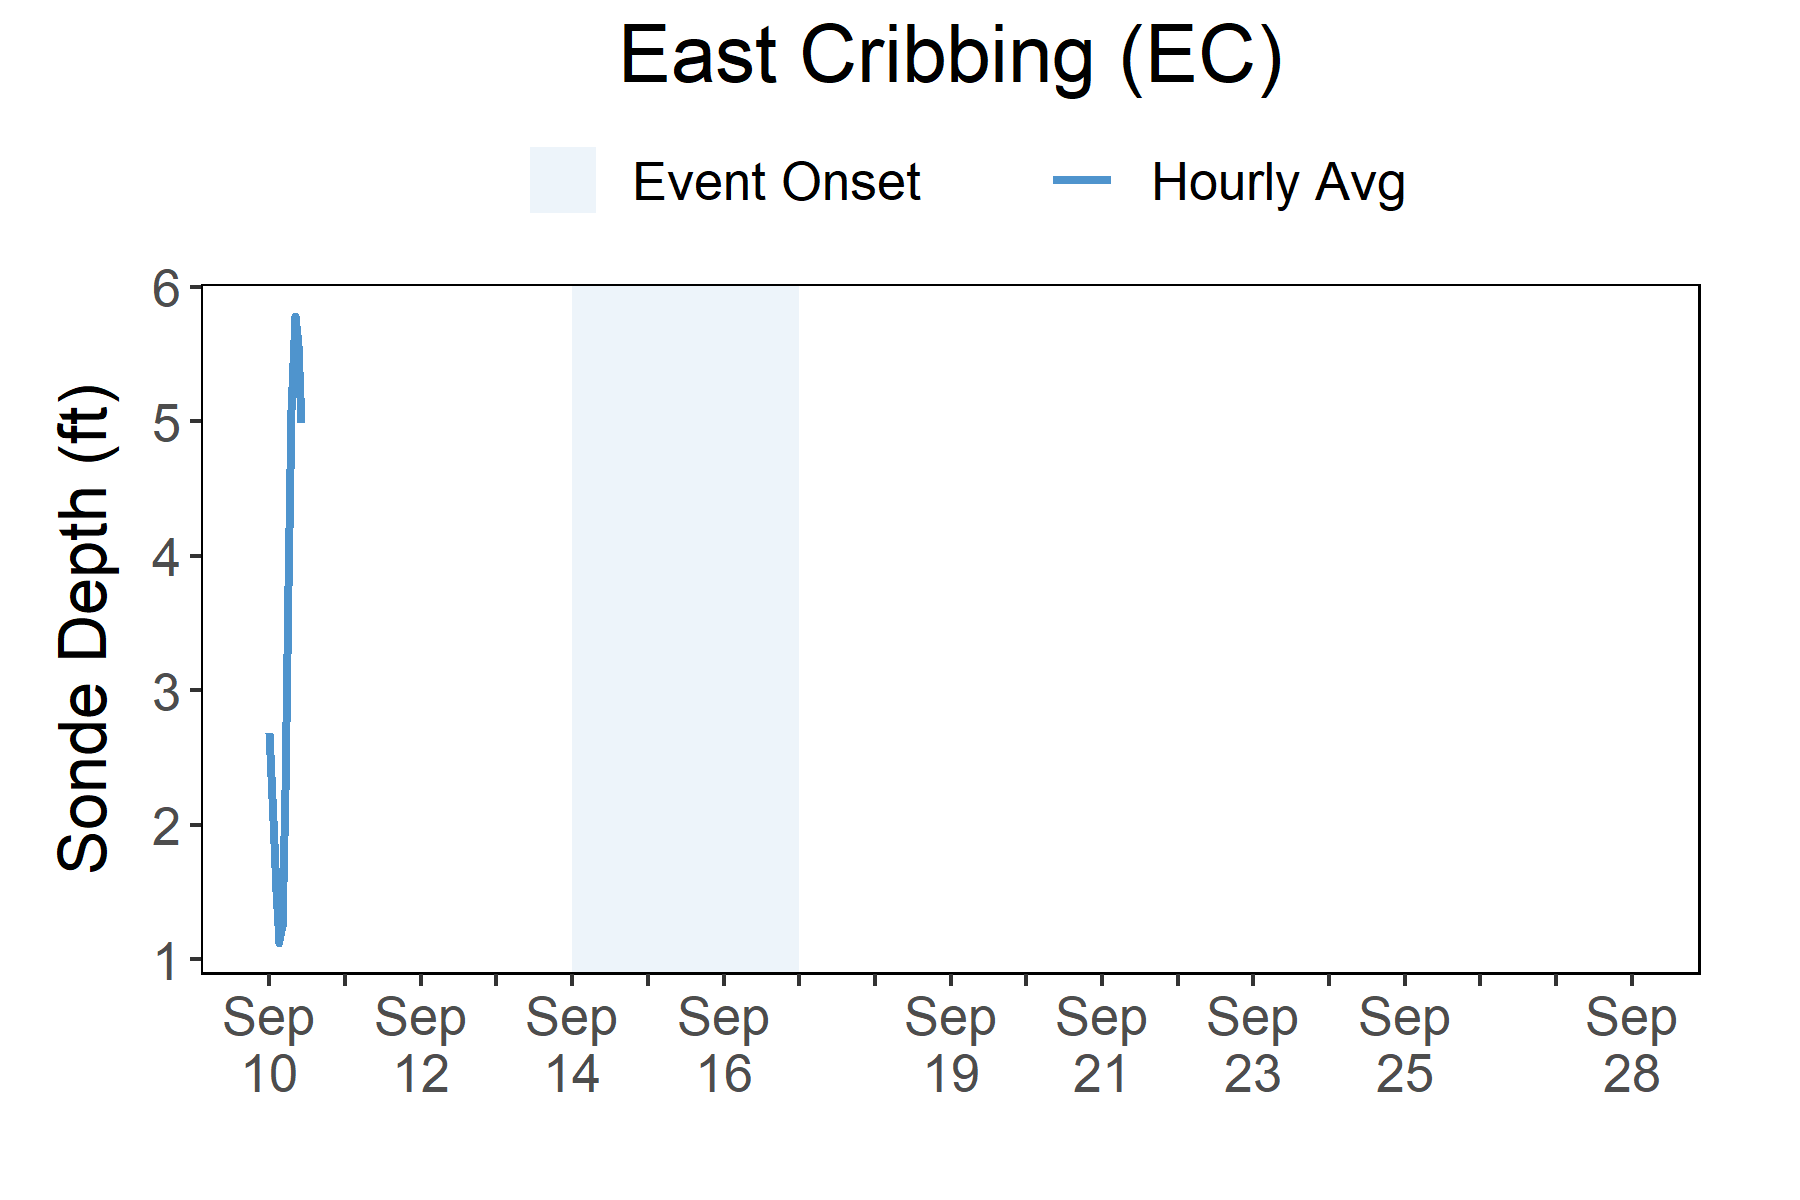 East Cribbing (EC)
Event Onset
Hourly Avg
Sonde Depth (ft)
6
5
4
3
2
1
Sep 10
Sep 12
Sep 14
Sep 16
Sep 19
Sep 21
Sep 23
Sep 25
Sep 28